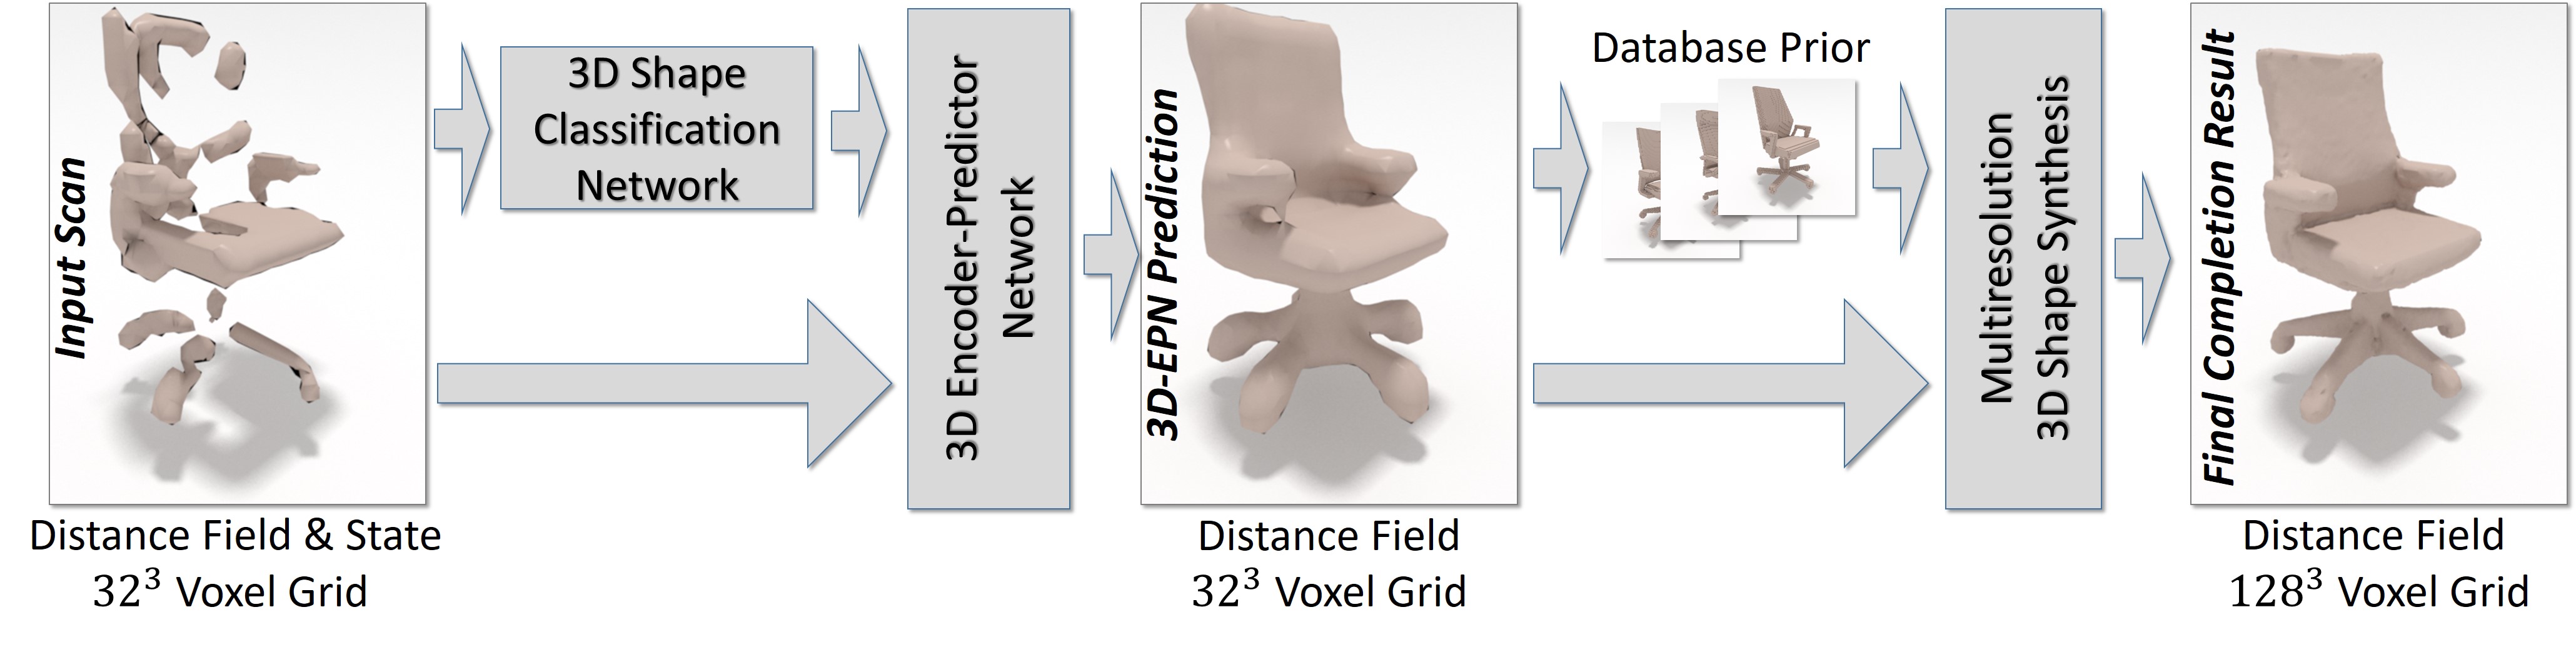 Input Scan
Distance Field & State
32³ Voxel Grid
3D Shape
Classification
Network
3D Encoder-Predictor
Network
3D-EPN Prediction
Distance Field
32³ Voxel Grid
Database Prior
Multiresolution
3D Shape Synthesis
Final Completion Result
Distance Field
128³ Voxel Grid